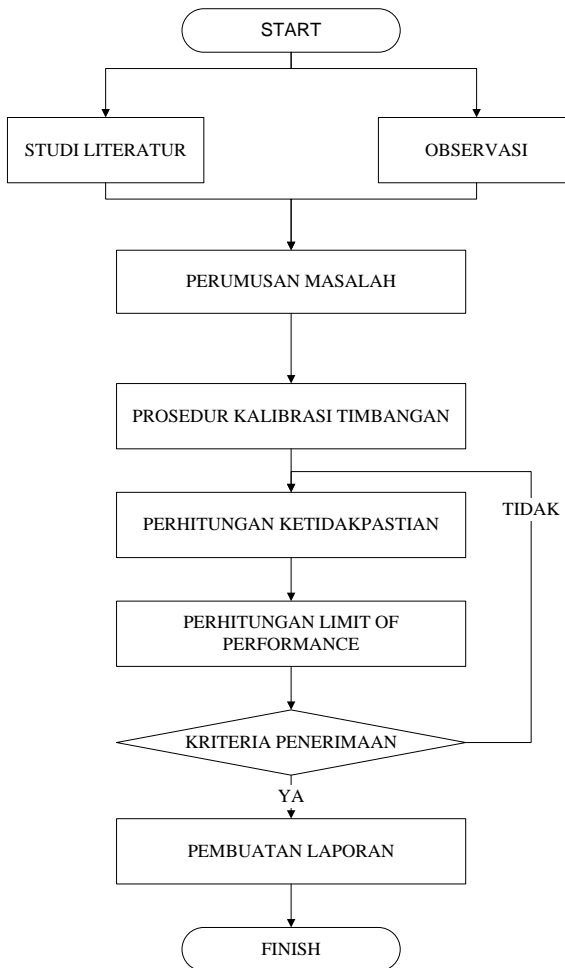 START
STUDI LITERATUR
OBSERVASI
PERUMUSAN MASALAH
PROSEDUR KALIBRASI TIMBANGAN
TIDAK
PERHITUNGAN KETIDAKPASTIAN
PERHITUNGAN LIMIT OF
PERFORMANCE
KRITERIA PENERIMAAN
YA
PEMBUATAN LAPORAN
FINISH